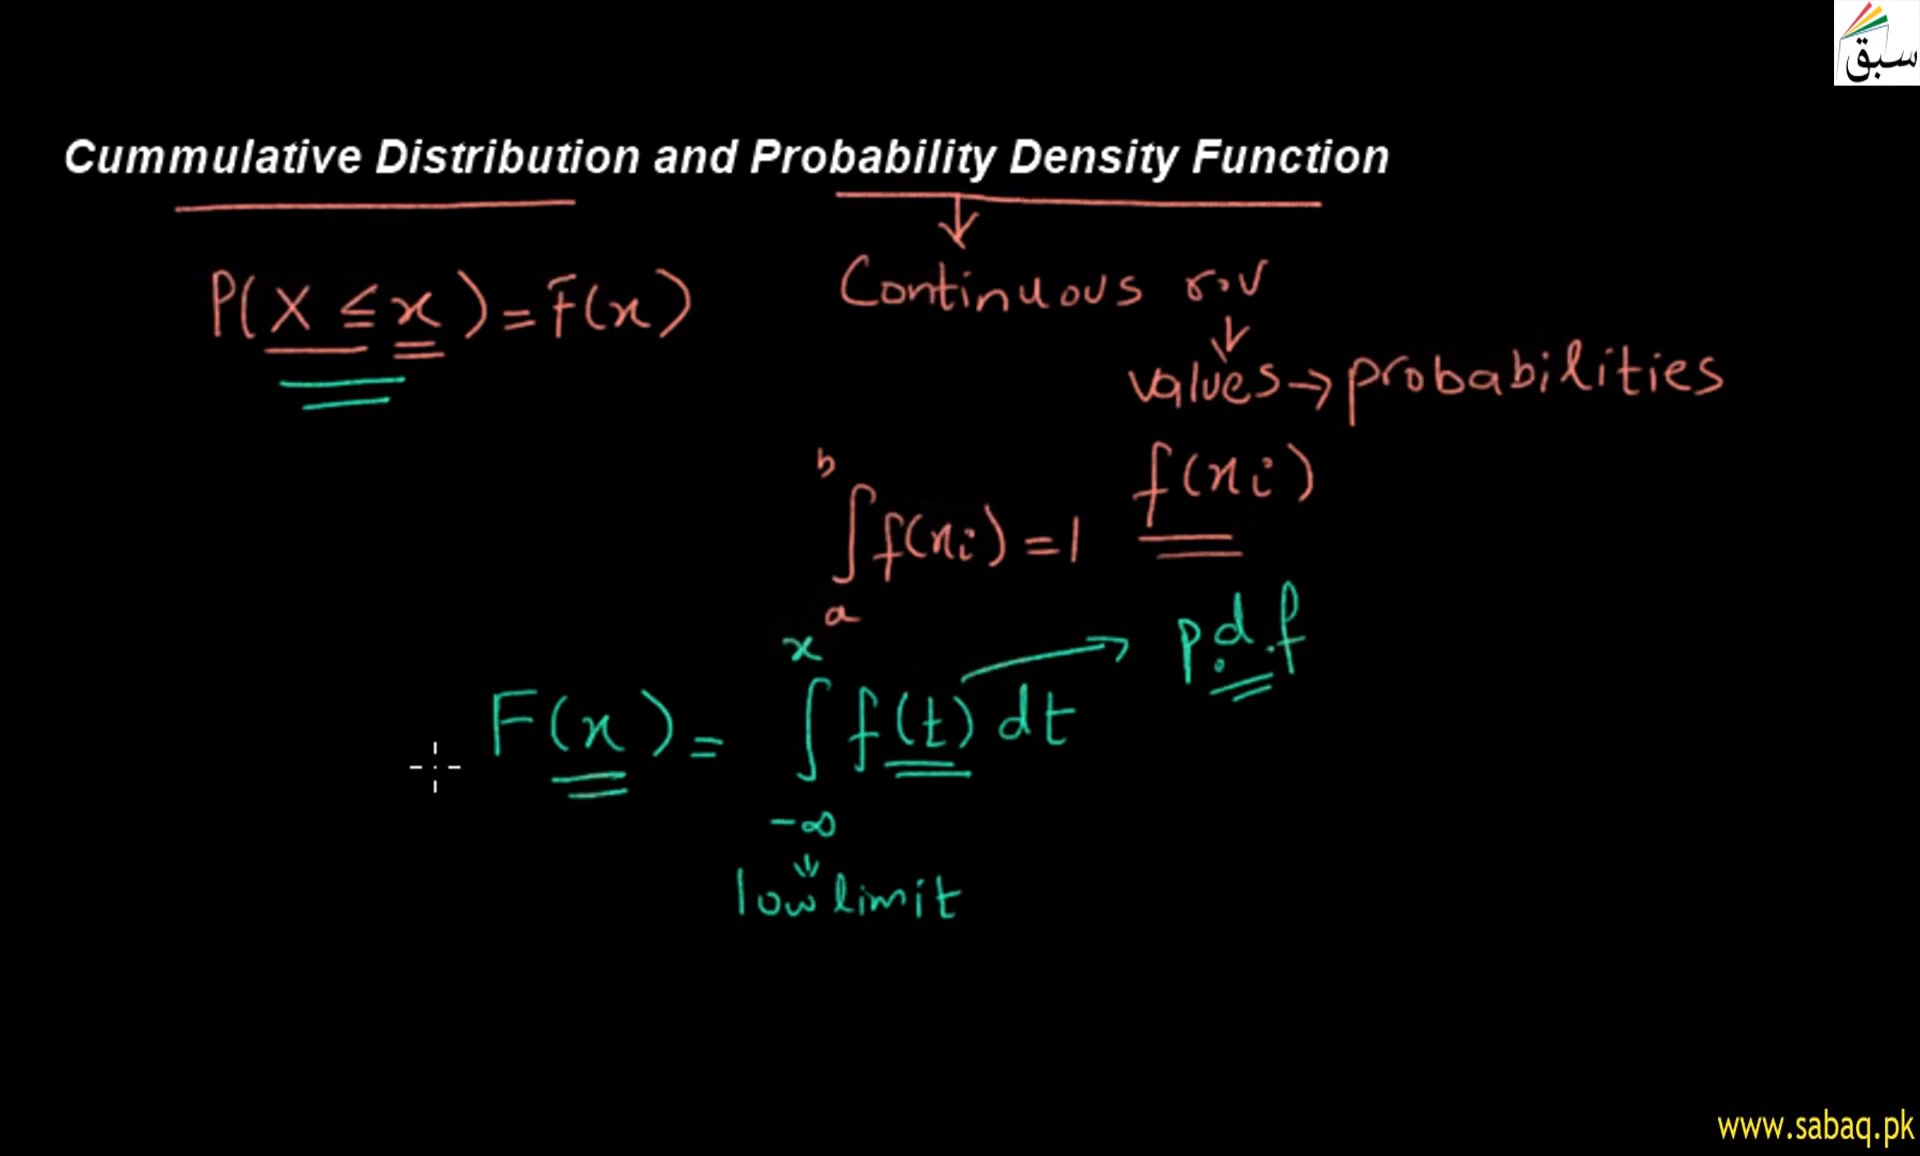 سبق
Cummulative Distribution and Probability Density Function
P(X ≤ x) = F(x)
Continuous r.v
values → probabilities
f(xi)
b
∫ f(xi) = 1
a
p.d.f
x
F(x) = ∫ f(t) dt
-∞
low limit
www.sabaq.pk